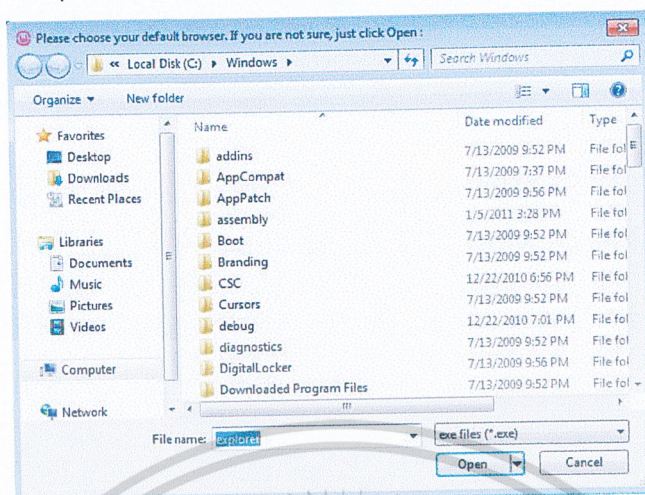 Please choose your default browser. If you are not sure, just click Open :
« Local Disk (C:) ▸ Windows ▸
Search Windows
Organize ▾ New folder
Favorites
Desktop
Downloads
Recent Places
Libraries
Documents
Music
Pictures
Videos
Computer
Network
Name Date modified Type
addins 7/13/2009 9:52 PM File fol
AppCompat 7/13/2009 7:37 PM File fol
AppPatch 7/13/2009 9:56 PM File fol
assembly 1/5/2011 3:28 PM File fol
Boot 7/13/2009 9:52 PM File fol
Branding 7/13/2009 9:52 PM File fol
CSC 12/22/2010 6:56 PM File fol
Cursors 7/13/2009 9:52 PM File fol
debug 12/22/2010 7:01 PM File fol
diagnostics 7/13/2009 9:52 PM File fol
DigitalLocker 7/13/2009 9:56 PM File fol
Downloaded Program Files 7/13/2009 9:52 PM File fol
File name: explorer exe files (*.exe)
Open Cancel